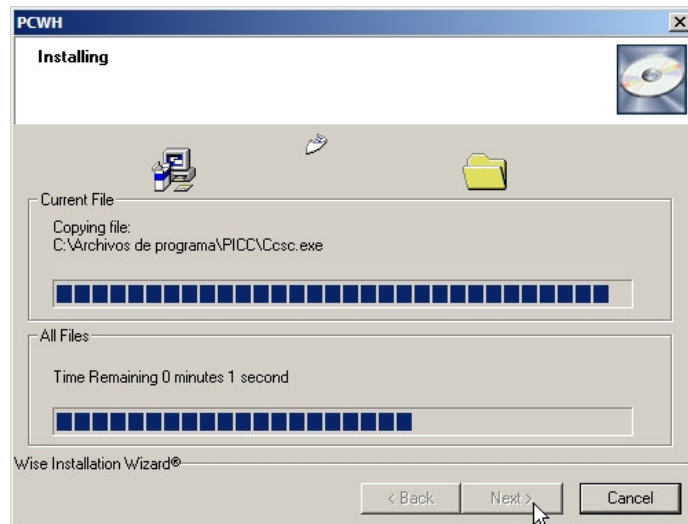 PCWH
Installing
Current File
Copying file:
C:\Archivos de programa\PICC\Ccsc.exe
All Files
Time Remaining 0 minutes 1 second
Wise Installation Wizard®
< Back
Next >
Cancel